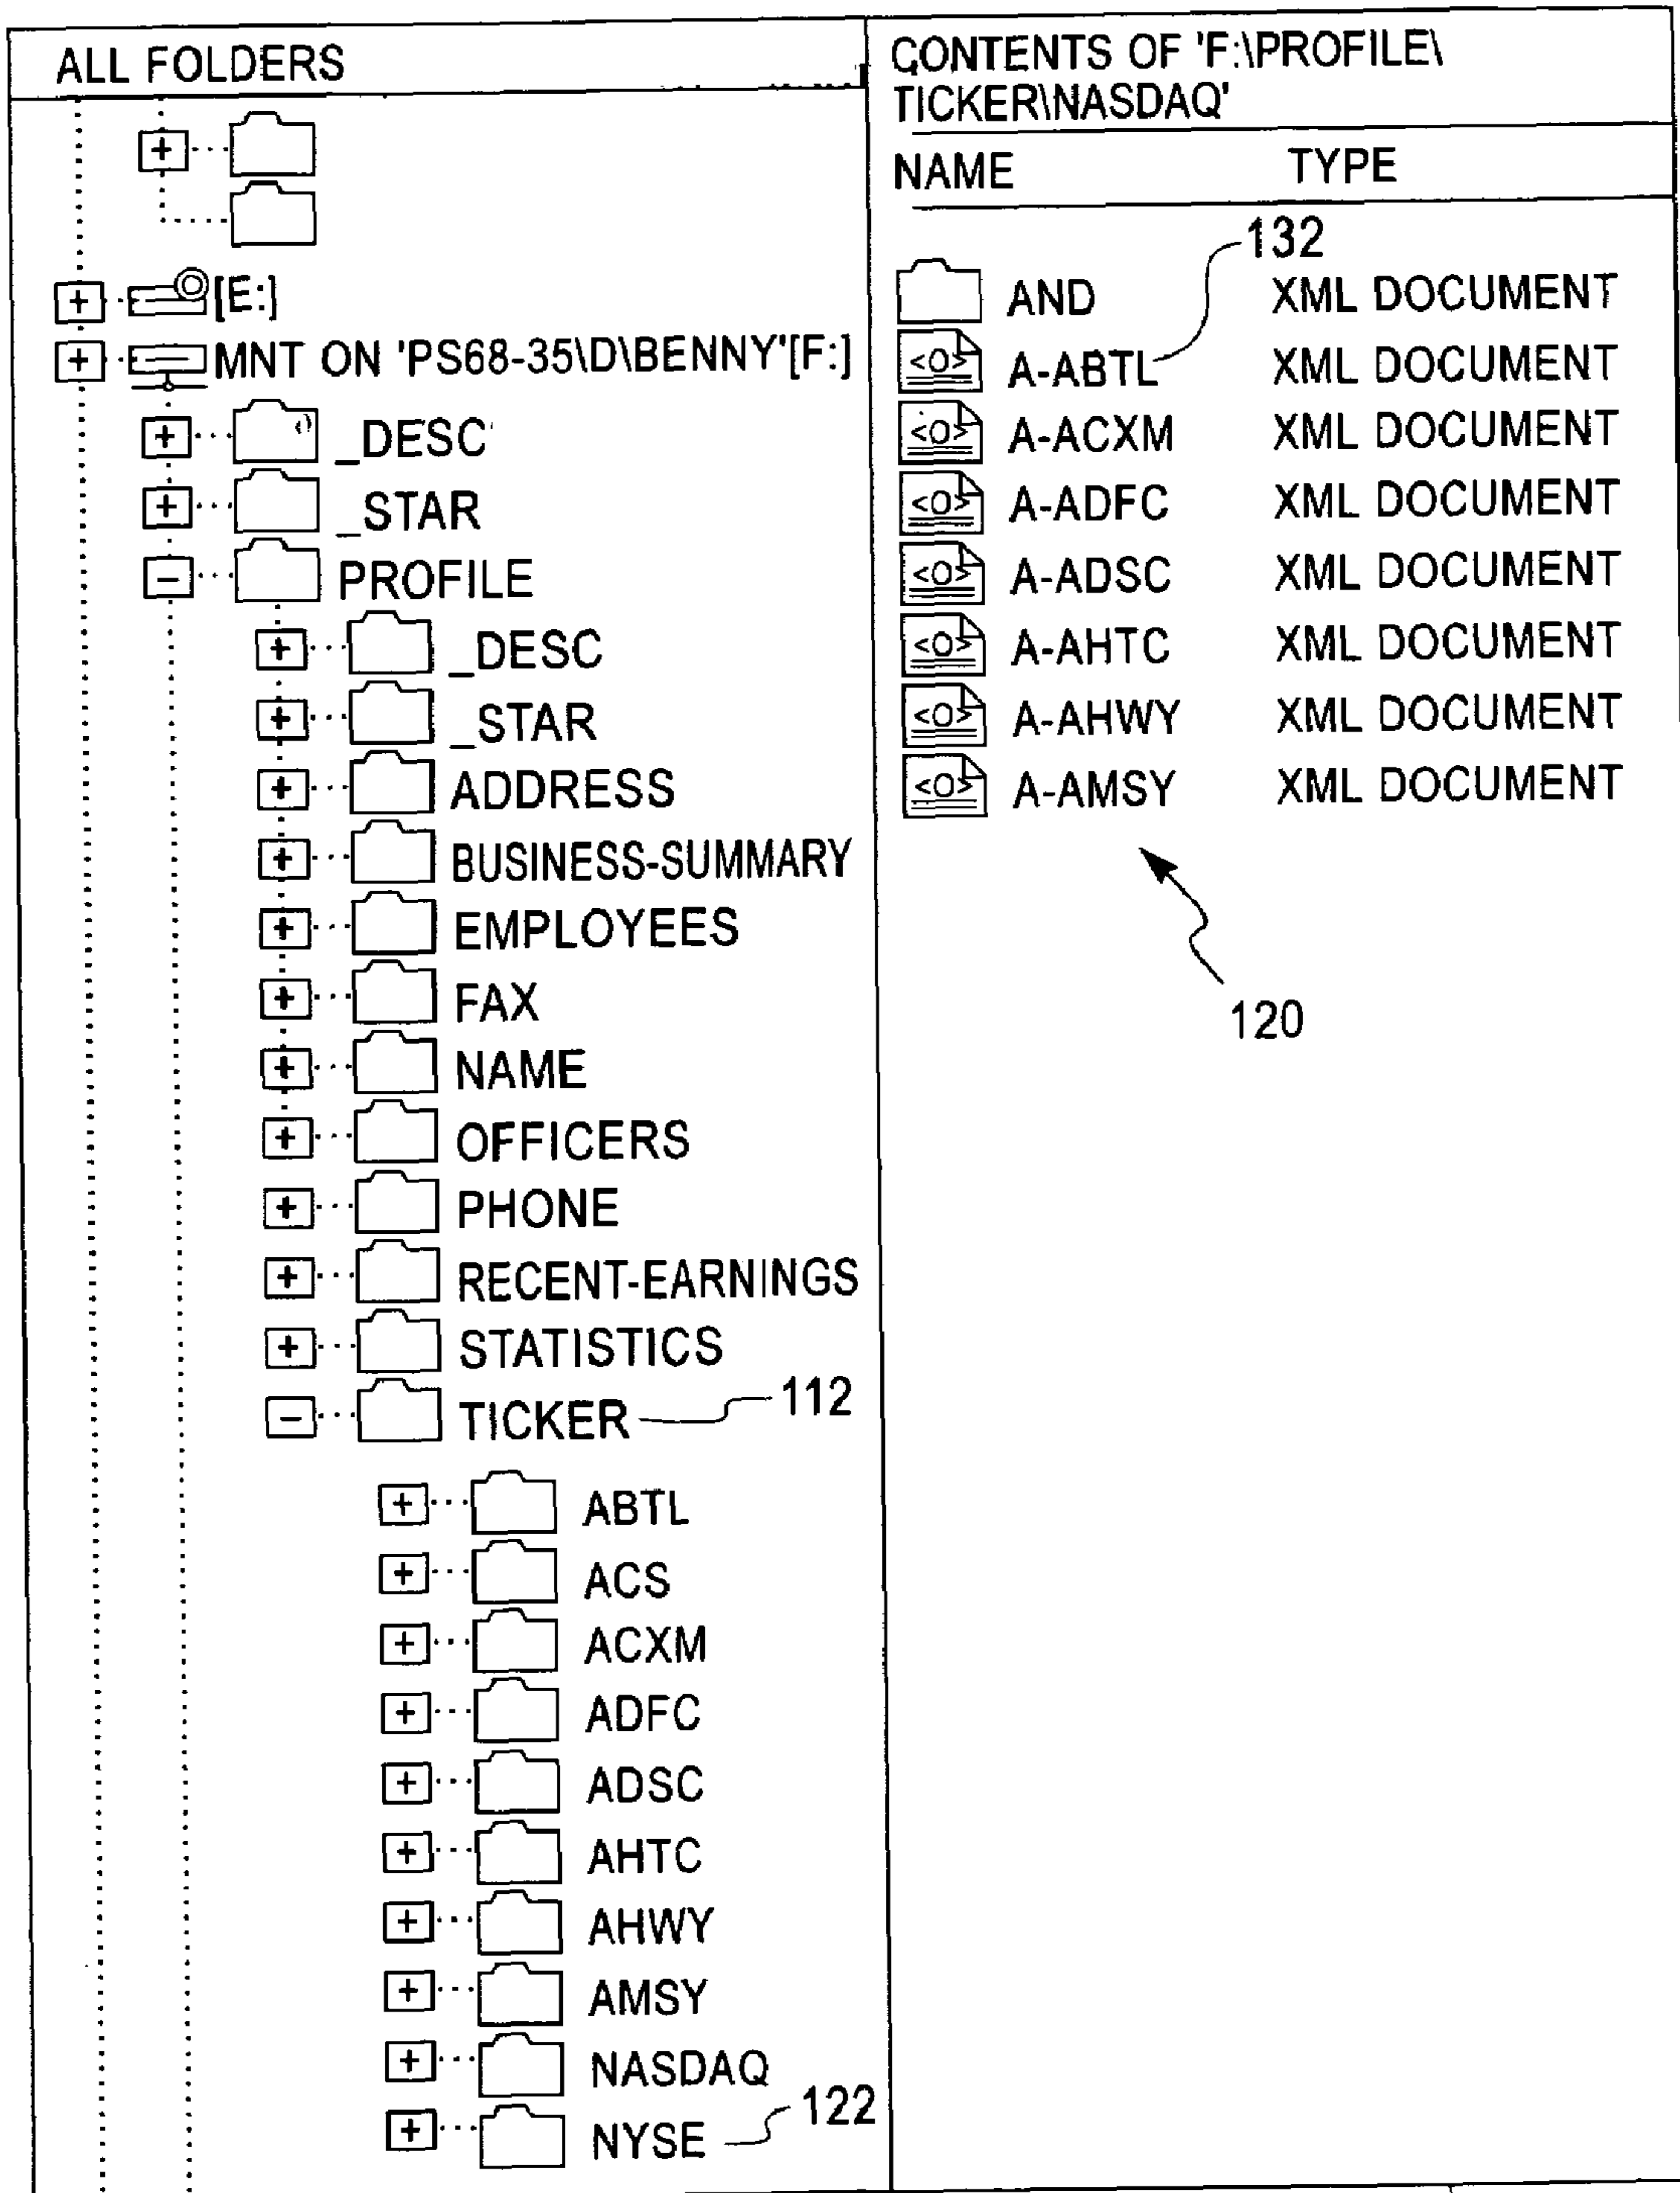 ALL FOLDERS
[E:]
MNT ON 'PS68-35\D\BENNY'[F:]
_DESC
_STAR
PROFILE
_DESC
_STAR
ADDRESS
BUSINESS-SUMMARY
EMPLOYEES
FAX
NAME
OFFICERS
PHONE
RECENT-EARNINGS
STATISTICS
TICKER 112
ABTL
ACS
ACXM
ADFC
ADSC
AHTC
AHWY
AMSY
NASDAQ
NYSE 122
CONTENTS OF 'F:\PROFILE\
TICKER\NASDAQ'
NAME TYPE
132
AND XML DOCUMENT
<O> A-ABTL XML DOCUMENT
<O> A-ACXM XML DOCUMENT
<O> A-ADFC XML DOCUMENT
<O> A-ADSC XML DOCUMENT
<O> A-AHTC XML DOCUMENT
<O> A-AHWY XML DOCUMENT
<O> A-AMSY XML DOCUMENT
120